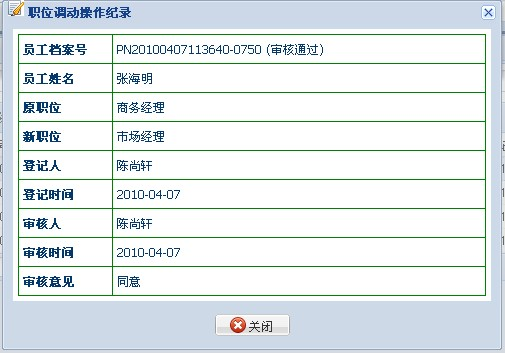 职位调动操作纪录
员工档案号 PN20100407113640-0750 (审核通过)
员工姓名 张海明
原职位 商务经理
新职位 市场经理
登记人 陈尚轩
登记时间 2010-04-07
审核人 陈尚轩
审核时间 2010-04-07
审核意见 同意
关闭